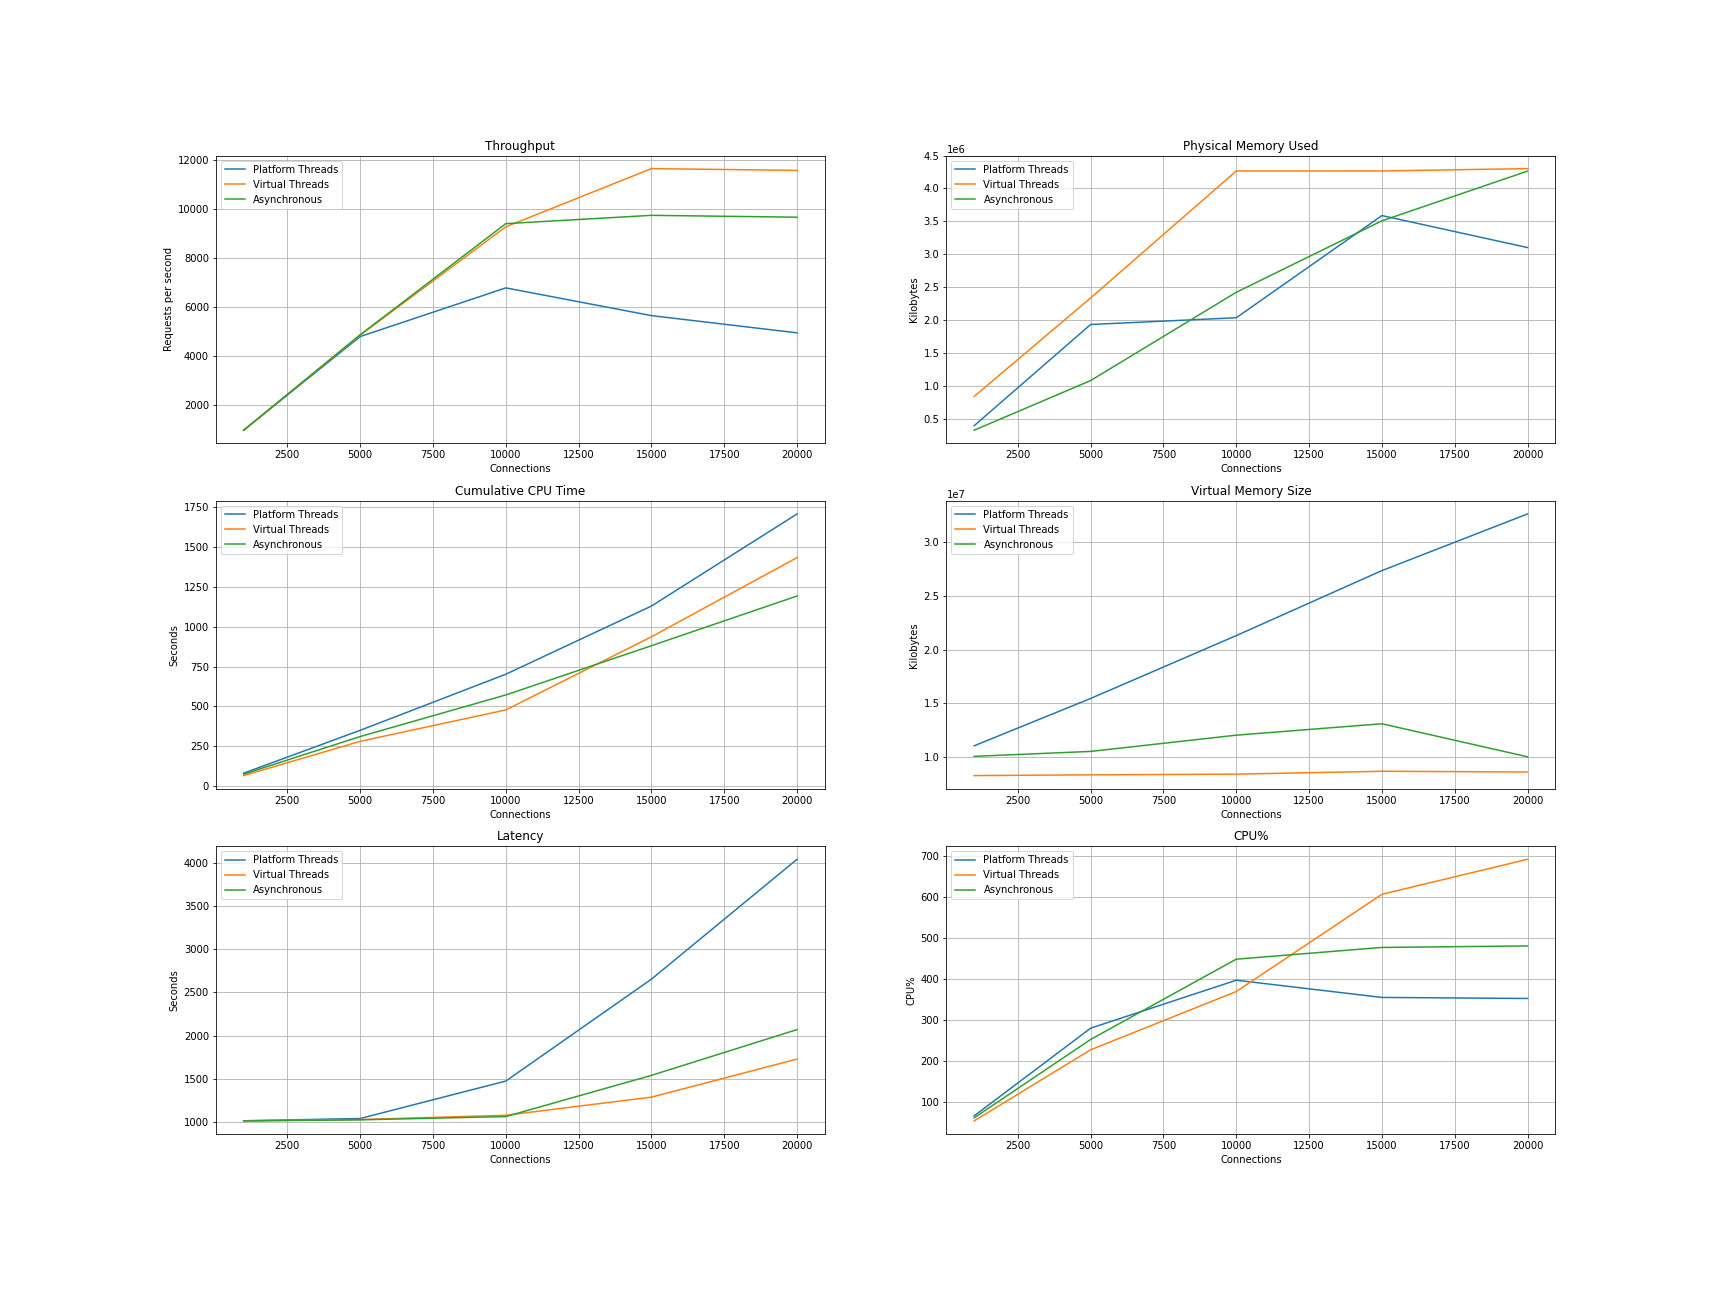 Throughput
12000
10000
8000
6000
4000
2000
Requests per second
Platform Threads
Virtual Threads
Asynchronous
2500 5000 7500 10000 12500 15000 17500 20000
Connections
Physical Memory Used
1e6
4.5
4.0
3.5
3.0
2.5
2.0
1.5
1.0
0.5
Kilobytes
Platform Threads
Virtual Threads
Asynchronous
2500 5000 7500 10000 12500 15000 17500 20000
Connections
Cumulative CPU Time
1750
1500
1250
1000
750
500
250
0
Seconds
Platform Threads
Virtual Threads
Asynchronous
2500 5000 7500 10000 12500 15000 17500 20000
Connections
Virtual Memory Size
1e7
3.0
2.5
2.0
1.5
1.0
Kilobytes
Platform Threads
Virtual Threads
Asynchronous
2500 5000 7500 10000 12500 15000 17500 20000
Connections
Latency
4000
3500
3000
2500
2000
1500
1000
Seconds
Platform Threads
Virtual Threads
Asynchronous
2500 5000 7500 10000 12500 15000 17500 20000
Connections
CPU%
700
600
500
400
300
200
100
CPU%
Platform Threads
Virtual Threads
Asynchronous
2500 5000 7500 10000 12500 15000 17500 20000
Connections